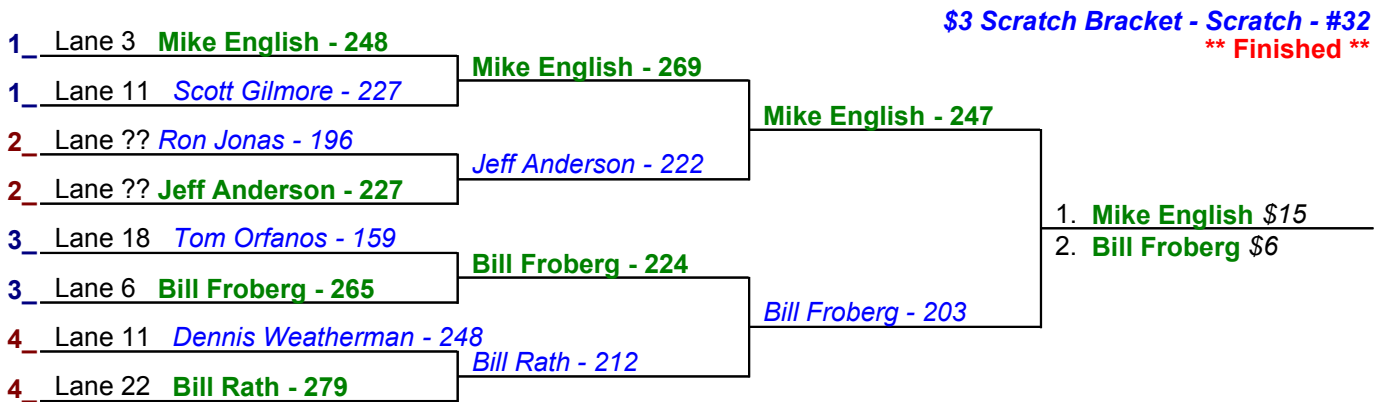 $3 Scratch Bracket - Scratch - #32
** Finished **
1_ Lane 3 Mike English - 248
1_ Lane 11 Scott Gilmore - 227
2_ Lane ?? Ron Jonas - 196
2_ Lane ?? Jeff Anderson - 227
3_ Lane 18 Tom Orfanos - 159
3_ Lane 6 Bill Froberg - 265
4_ Lane 11 Dennis Weatherman - 248
4_ Lane 22 Bill Rath - 279
Mike English - 269
Jeff Anderson - 222
Bill Froberg - 224
Bill Rath - 212
Mike English - 247
Bill Froberg - 203
1. Mike English $15
2. Bill Froberg $6